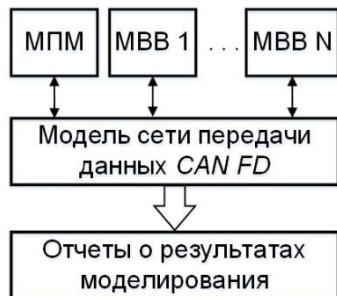 МПМ МВВ 1 . . . МВВ N
Модель сети передачи
данных CAN FD
Отчеты о результатах
моделирования